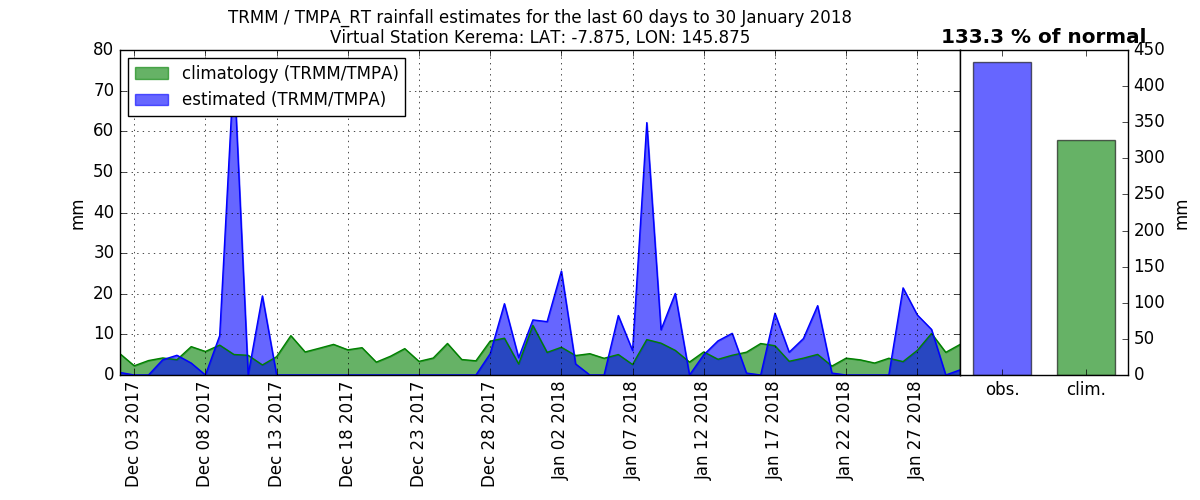 TRMM / TMPA_RT rainfall estimates for the last 60 days to 30 January 2018
Virtual Station Kerema: LAT: -7.875, LON: 145.875
133.3 % of normal
climatology (TRMM/TMPA)
estimated (TRMM/TMPA)
80
70
60
50
40
30
20
10
0
mm
Dec 03 2017
Dec 08 2017
Dec 13 2017
Dec 18 2017
Dec 23 2017
Dec 28 2017
Jan 02 2018
Jan 07 2018
Jan 12 2018
Jan 17 2018
Jan 22 2018
Jan 27 2018
450
400
350
300
250
200
150
100
50
0
mm
obs.
clim.